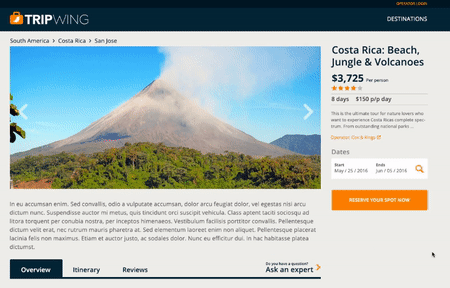 OPERATOR LOGIN
TRIPWING
DESTINATIONS
South America > Costa Rica > San Jose
Costa Rica: Beach,
Jungle & Volcanoes
$3,725 Per person
8 days $150 p/p day
This is the ultimate tour for nature lovers who
want to experience Costa Ricas complete spec-
trum. From outstanding national parks ...
Dates
Start Ends
May / 25 / 2016 Jun / 05 / 2016
RESERVE YOUR SPOT NOW
In eu accumsan enim. Sed convallis, odio a vulputate accumsan, dolor arcu feugiat dolor, vel egestas nisi arcu
dictum nunc. Suspendisse auctor mi metus, quis tincidunt orci suscipit vehicula. Class aptent taciti sociosqu ad
litora torquent per conubia nostra, per inceptos himenaeos. Vestibulum facilisis porttitor convallis. Pellentesque
dictum velit erat, nec rutrum mauris pharetra at. Sed elementum laoreet enim non aliquet. Pellentesque placerat
lacinia felis non maximus. Etiam et auctor justo, ac sodales dolor. Nunc eu efficitur dui. In hac habitasse platea
dictumst.
Overview Itinerary Reviews
Do you have a question?
Ask an expert